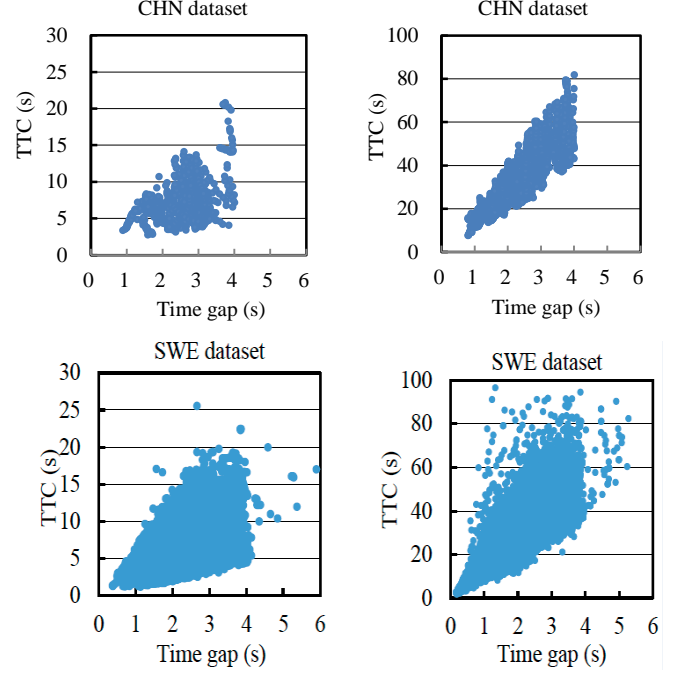 CHN dataset
30
25
20
15
10
5
0
TTC (s)
0 1 2 3 4 5 6
Time gap (s)
CHN dataset
100
80
60
40
20
0
TTC (s)
0 1 2 3 4 5 6
Time gap (s)
SWE dataset
30
25
20
15
10
5
0
TTC (s)
0 1 2 3 4 5 6
Time gap (s)
SWE dataset
100
80
60
40
20
0
TTC (s)
0 1 2 3 4 5 6
Time gap (s)